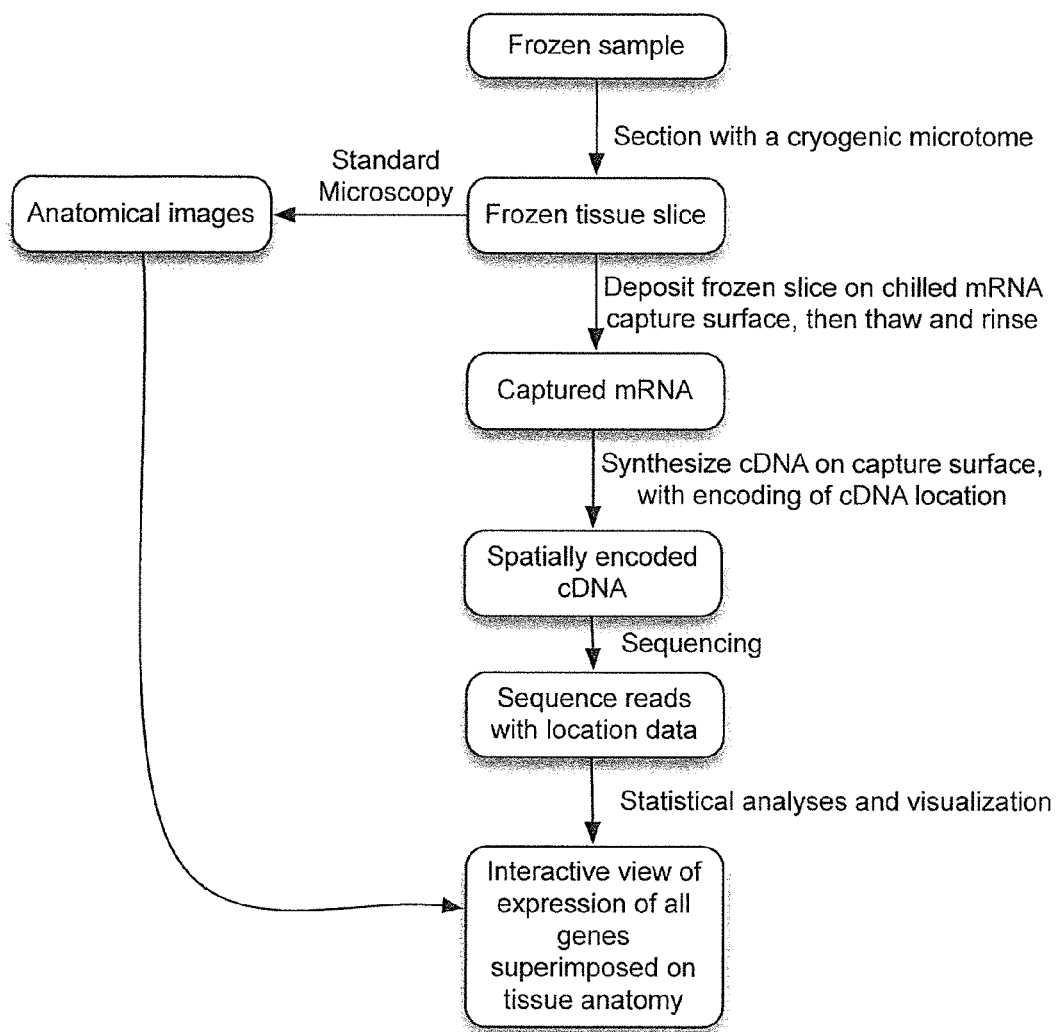 Frozen sample
Section with a cryogenic microtome
Standard
Microscopy
Anatomical images
Frozen tissue slice
Deposit frozen slice on chilled mRNA
capture surface, then thaw and rinse
Captured mRNA
Synthesize cDNA on capture surface,
with encoding of cDNA location
Spatially encoded
cDNA
Sequencing
Sequence reads
with location data
Statistical analyses and visualization
Interactive view of
expression of all
genes
superimposed on
tissue anatomy